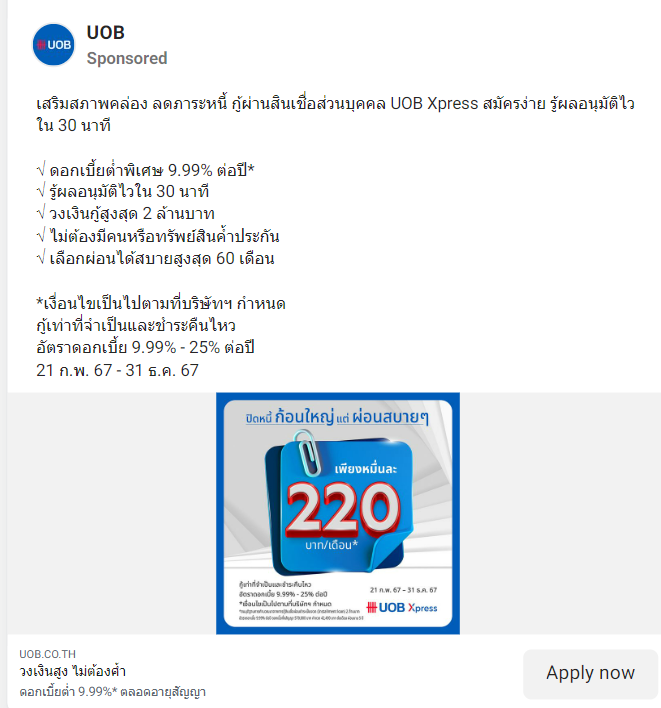 UOB
UOB
Sponsored
เสริมสภาพคล่อง ลดภาระหนี้ กู้ผ่านสินเชื่อส่วนบุคคล UOB Xpress สมัครง่าย รู้ผลอนุมัติไว
ใน 30 นาที
√ ดอกเบี้ยต่ำพิเศษ 9.99% ต่อปี*
√ รู้ผลอนุมัติไวใน 30 นาที
√ วงเงินกู้สูงสุด 2 ล้านบาท
√ ไม่ต้องมีคนหรือทรัพย์สินค้ำประกัน
√ เลือกผ่อนได้สบายสูงสุด 60 เดือน
*เงื่อนไขเป็นไปตามที่บริษัทฯ กำหนด
กู้เท่าที่จำเป็นและชำระคืนไหว
อัตราดอกเบี้ย 9.99% - 25% ต่อปี
21 ก.พ. 67 - 31 ธ.ค. 67
ปิดหนี้ ก้อนใหญ่ แต่ ผ่อนสบายๆ
เพียงหมื่นละ
220
บาท/เดือน*
กู้เท่าที่จำเป็นและชำระคืนไหว
อัตราดอกเบี้ย 9.99% - 25% ต่อปี
*เงื่อนไขเป็นไปตามที่บริษัทฯ กำหนด
21 ก.พ. 67 – 31 ธ.ค. 67
UOB Xpress
UOB.CO.TH
วงเงินสูง ไม่ต้องค้ำ
ดอกเบี้ยต่ำ 9.99%* ตลอดอายุสัญญา
Apply now